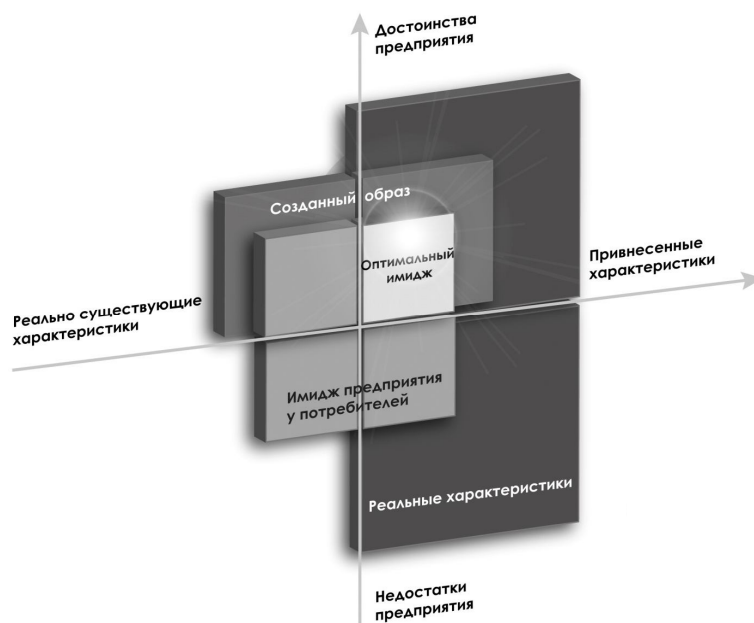 Достоинства
предприятия
Созданный образ
Оптимальный
имидж
Привнесенные
характеристики
Реально существующие
характеристики
Имидж предприятия
у потребителей
Реальные характеристики
Недостатки
предприятия